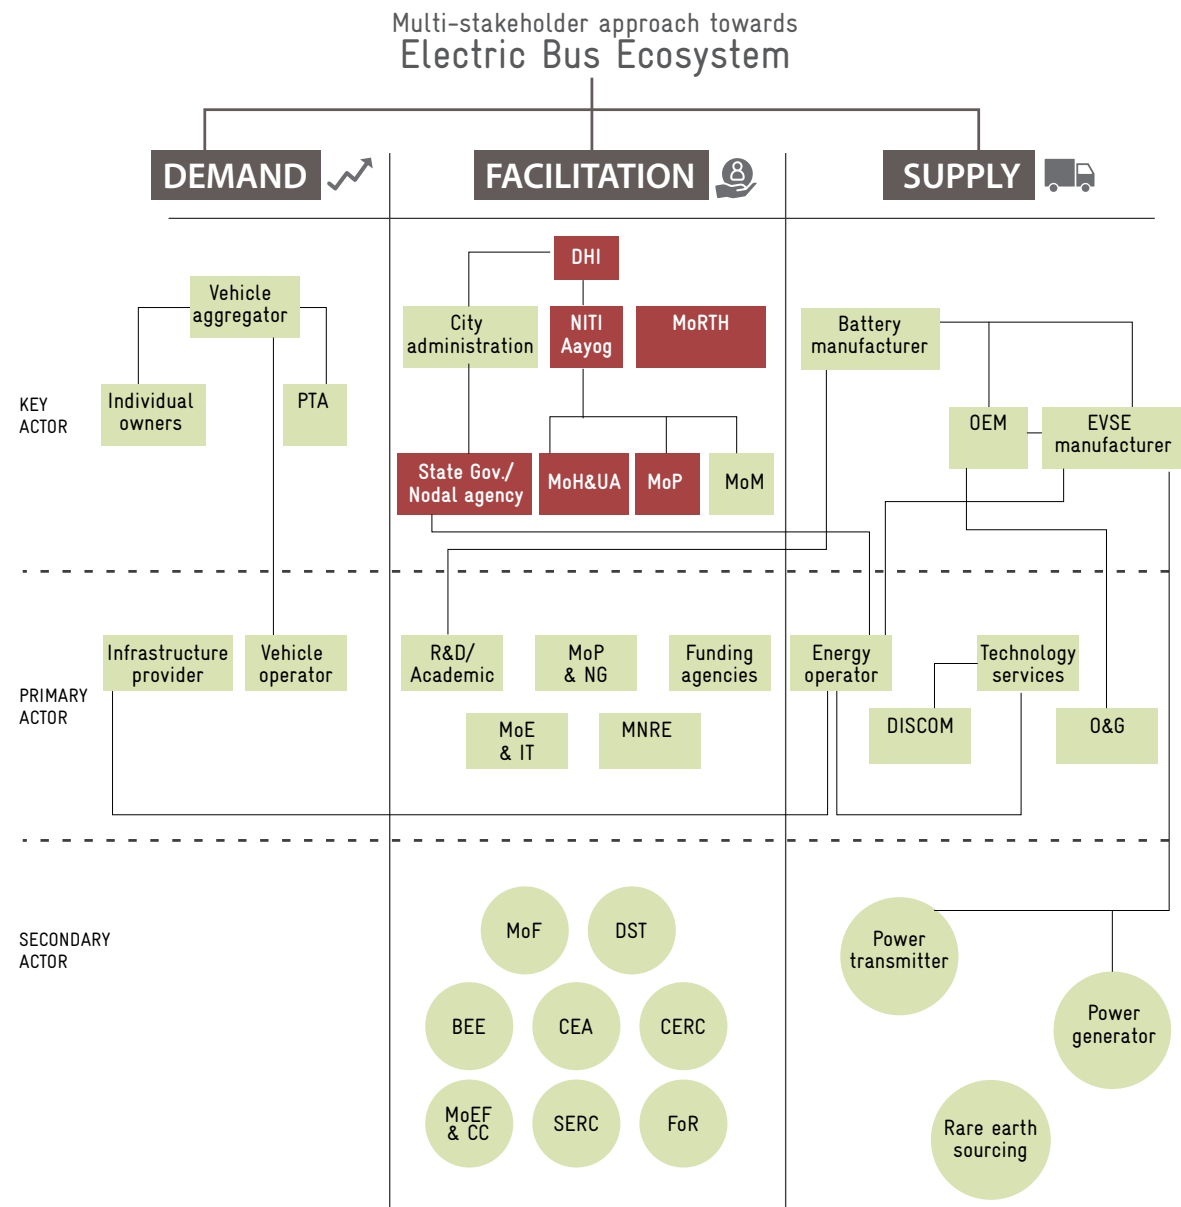 Multi-stakeholder approach towards
Electric Bus Ecosystem
DEMAND
FACILITATION
SUPPLY
KEY
ACTOR
Vehicle
aggregator
Individual
owners
PTA
DHI
City
administration
NITI
Aayog
MoRTH
State Gov./
Nodal agency
MoH&UA
MoP
MoM
Battery
manufacturer
OEM
EVSE
manufacturer
PRIMARY
ACTOR
Infrastructure
provider
Vehicle
operator
R&D/
Academic
MoP
& NG
Funding
agencies
MoE
& IT
MNRE
Energy
operator
Technology
services
DISCOM
O&G
SECONDARY
ACTOR
MoF
DST
BEE
CEA
CERC
MoEF
& CC
SERC
FoR
Power
transmitter
Power
generator
Rare earth
sourcing